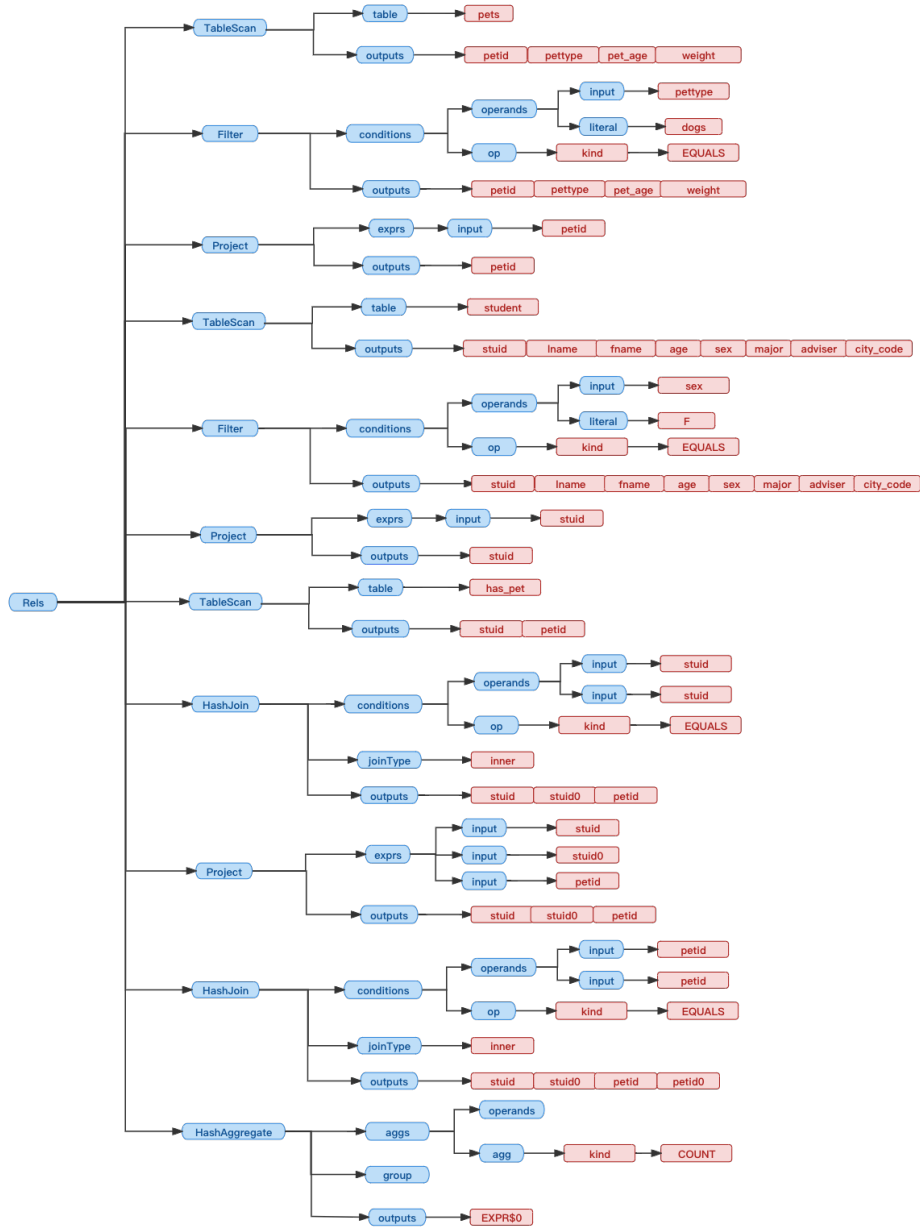 table pets
TableScan
outputs petid pettype pet_age weight
input pettype
operands
literal dogs
Filter conditions
op kind EQUALS
outputs petid pettype pet_age weight
exprs input petid
Project
outputs petid
table student
TableScan
outputs stuid lname fname age sex major adviser city_code
input sex
operands
literal F
Filter conditions
op kind EQUALS
outputs stuid lname fname age sex major adviser city_code
exprs input stuid
Project
outputs stuid
table has_pet
Rels TableScan
outputs stuid petid
input stuid
operands
input stuid
HashJoin conditions
op kind EQUALS
joinType inner
outputs stuid stuid0 petid
input stuid
exprs input stuid0
Project
input petid
outputs stuid stuid0 petid
input petid
operands
input petid
HashJoin conditions
op kind EQUALS
joinType inner
outputs stuid stuid0 petid petid0
operands
HashAggregate aggs
agg kind COUNT
group
outputs EXPR$0